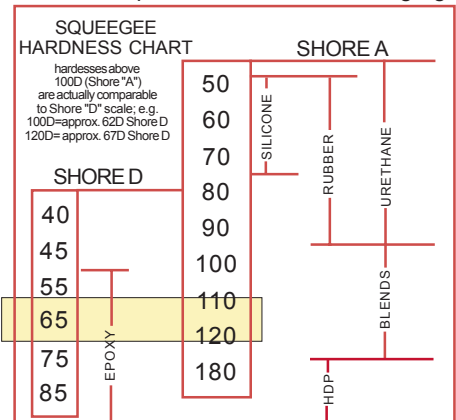 SQUEEGEE
HARDNESS CHART
hardesses above
100D (Shore "A")
are actually comparable
to Shore "D" scale; e.g.
100D=approx. 62D Shore D
120D= approx. 67D Shore D
SHORE A
50
60
70
80
90
100
110
120
180
SHORE D
40
45
55
65
75
85
SILICONE
RUBBER
URETHANE
BLENDS
EPOXY
HDP